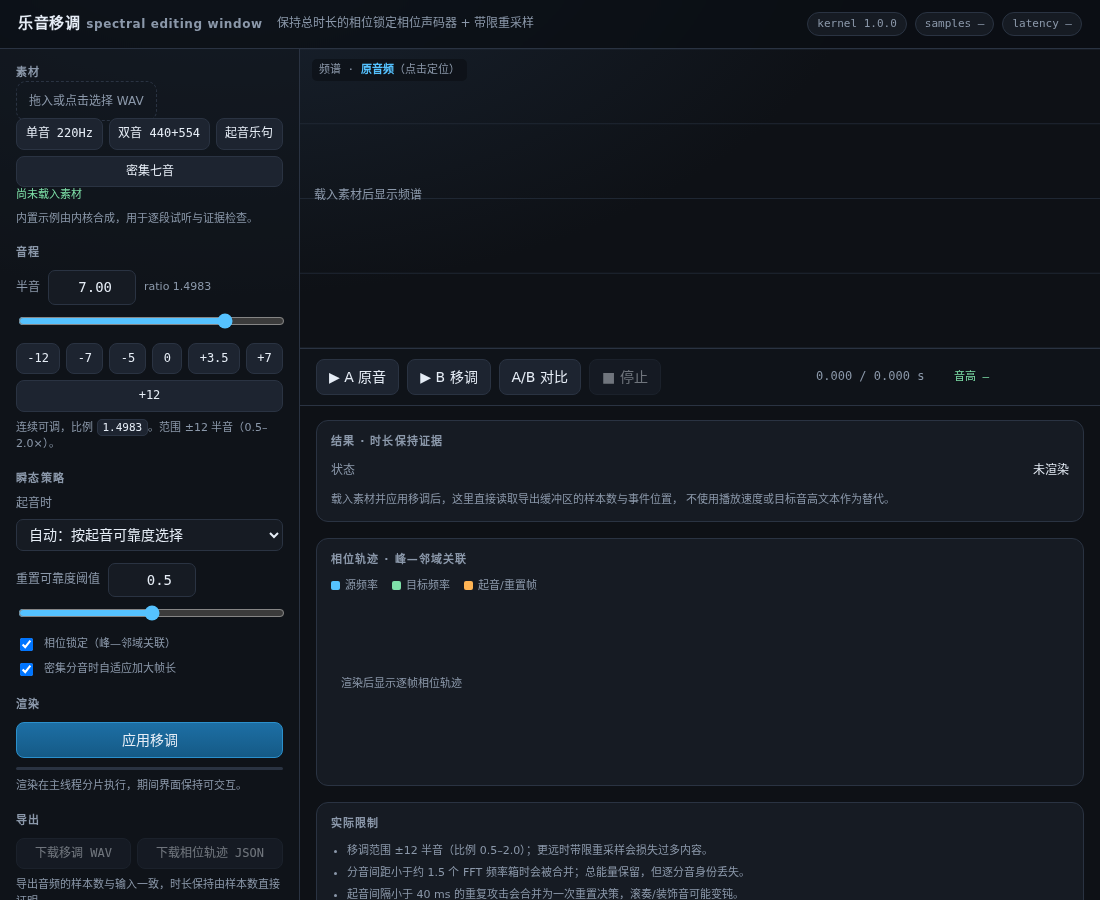 乐音移调 spectral editing window 保持总时长的相位锁定相位声码器 + 带限重采样
kernel 1.0.0 samples — latency —
素材
拖入或点击选择 WAV
单音 220Hz 双音 440+554 起音乐句
密集七音
尚未载入素材
内置示例由内核合成，用于逐段试听与证据检查。
音程
半音 7.00 ratio 1.4983
-12 -7 -5 0 +3.5 +7
+12
连续可调，比例 1.4983 。范围 ±12 半音（0.5–
2.0×）。
瞬态策略
起音时
自动：按起音可靠度选择
重置可靠度阈值 0.5
相位锁定（峰—邻域关联）
密集分音时自适应加大帧长
渲染
应用移调
渲染在主线程分片执行，期间界面保持可交互。
导出
下载移调 WAV 下载相位轨迹 JSON
导出音频的样本数与输入一致，时长保持由样本数直接
证明。
频谱 · 原音频（点击定位）
载入素材后显示频谱
▶ A 原音 ▶ B 移调 A/B 对比 ■ 停止 0.000 / 0.000 s 音高 —
结果 · 时长保持证据
状态 未渲染
载入素材并应用移调后，这里直接读取导出缓冲区的样本数与事件位置， 不使用播放速度或目标音高文本作为替代。
相位轨迹 · 峰—邻域关联
源频率 目标频率 起音/重置帧
渲染后显示逐帧相位轨迹
实际限制
• 移调范围 ±12 半音（比例 0.5–2.0）；更远时带限重采样会损失过多内容。
• 分音间距小于约 1.5 个 FFT 频率箱时会被合并；总能量保留，但逐分音身份丢失。
• 起音间隔小于 40 ms 的重复攻击会合并为一次重置决策，滚奏/装饰音可能变钝。